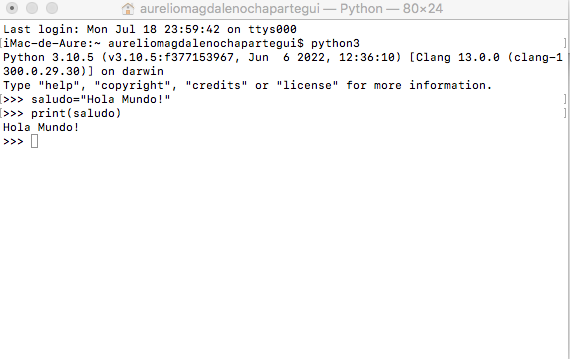 aureliomagdalenochapartegui — Python — 80×24
Last login: Mon Jul 18 23:59:42 on ttys000
[iMac-de-Aure:~ aureliomagdalenochapartegui$ python3 ]
Python 3.10.5 (v3.10.5:f377153967, Jun  6 2022, 12:36:10) [Clang 13.0.0 (clang-1
300.0.29.30)] on darwin
Type "help", "copyright", "credits" or "license" for more information.
[>>> saludo="Hola Mundo!" ]
[>>> print(saludo) ]
Hola Mundo!
>>>